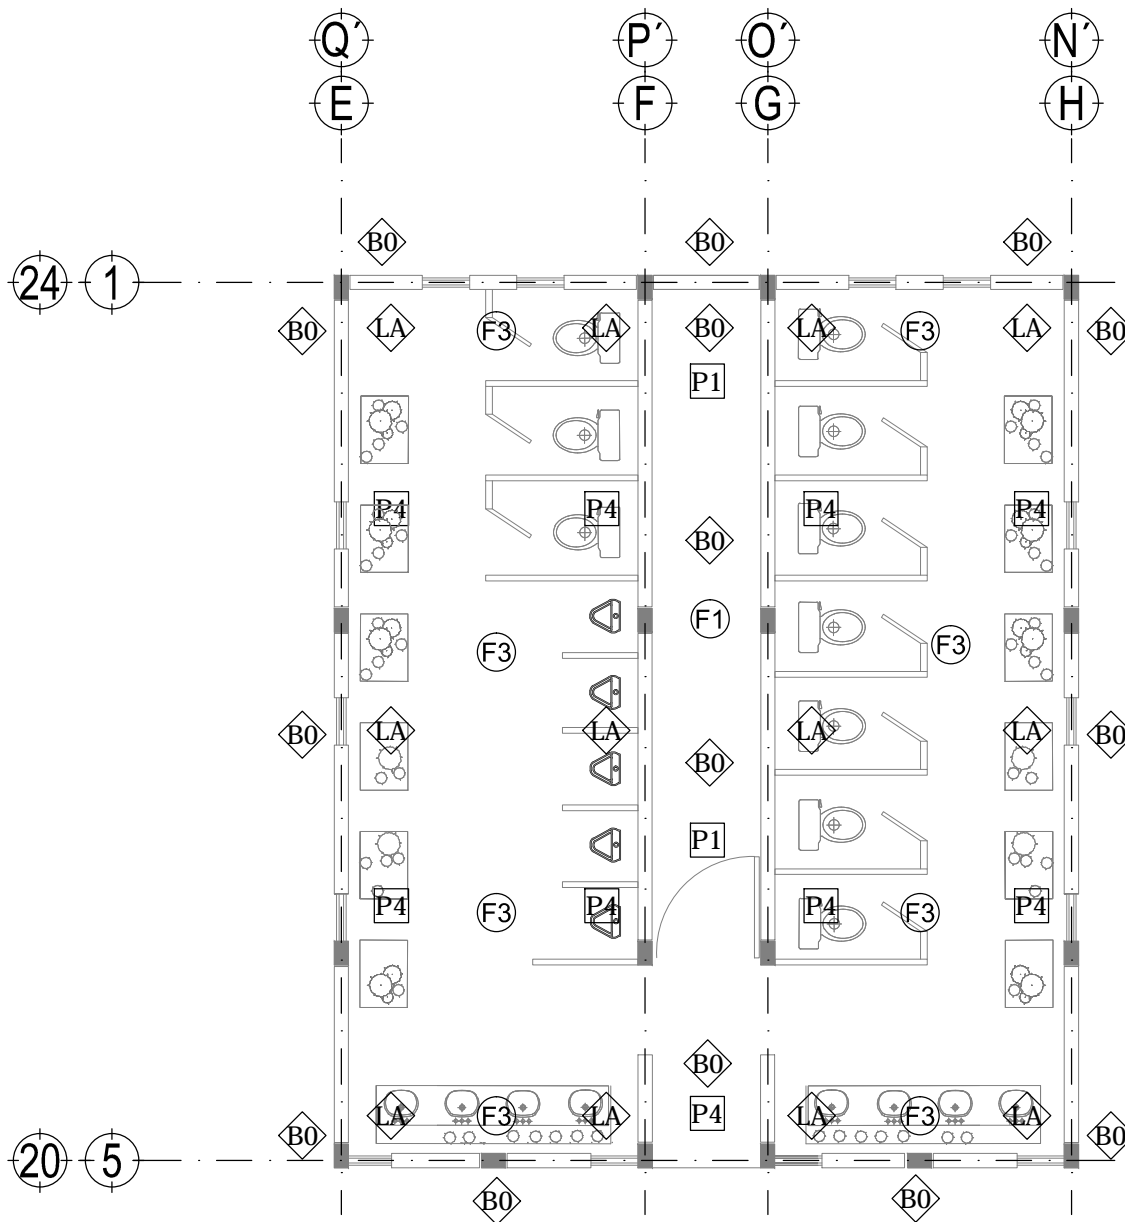 Q´ P´ O´ N´
E F G H
B0 B0 B0
24 1
B0 LA F3 LA B0 LA F3 LA B0
P1
P4 P4 P4 P4
B0
F1
F3 F3
B0 LA LA LA LA B0
B0
P1
P4 F3 P4 P4 F3 P4
B0
LA F3 LA P4 LA F3 LA
B0 B0
20 5
B0 B0